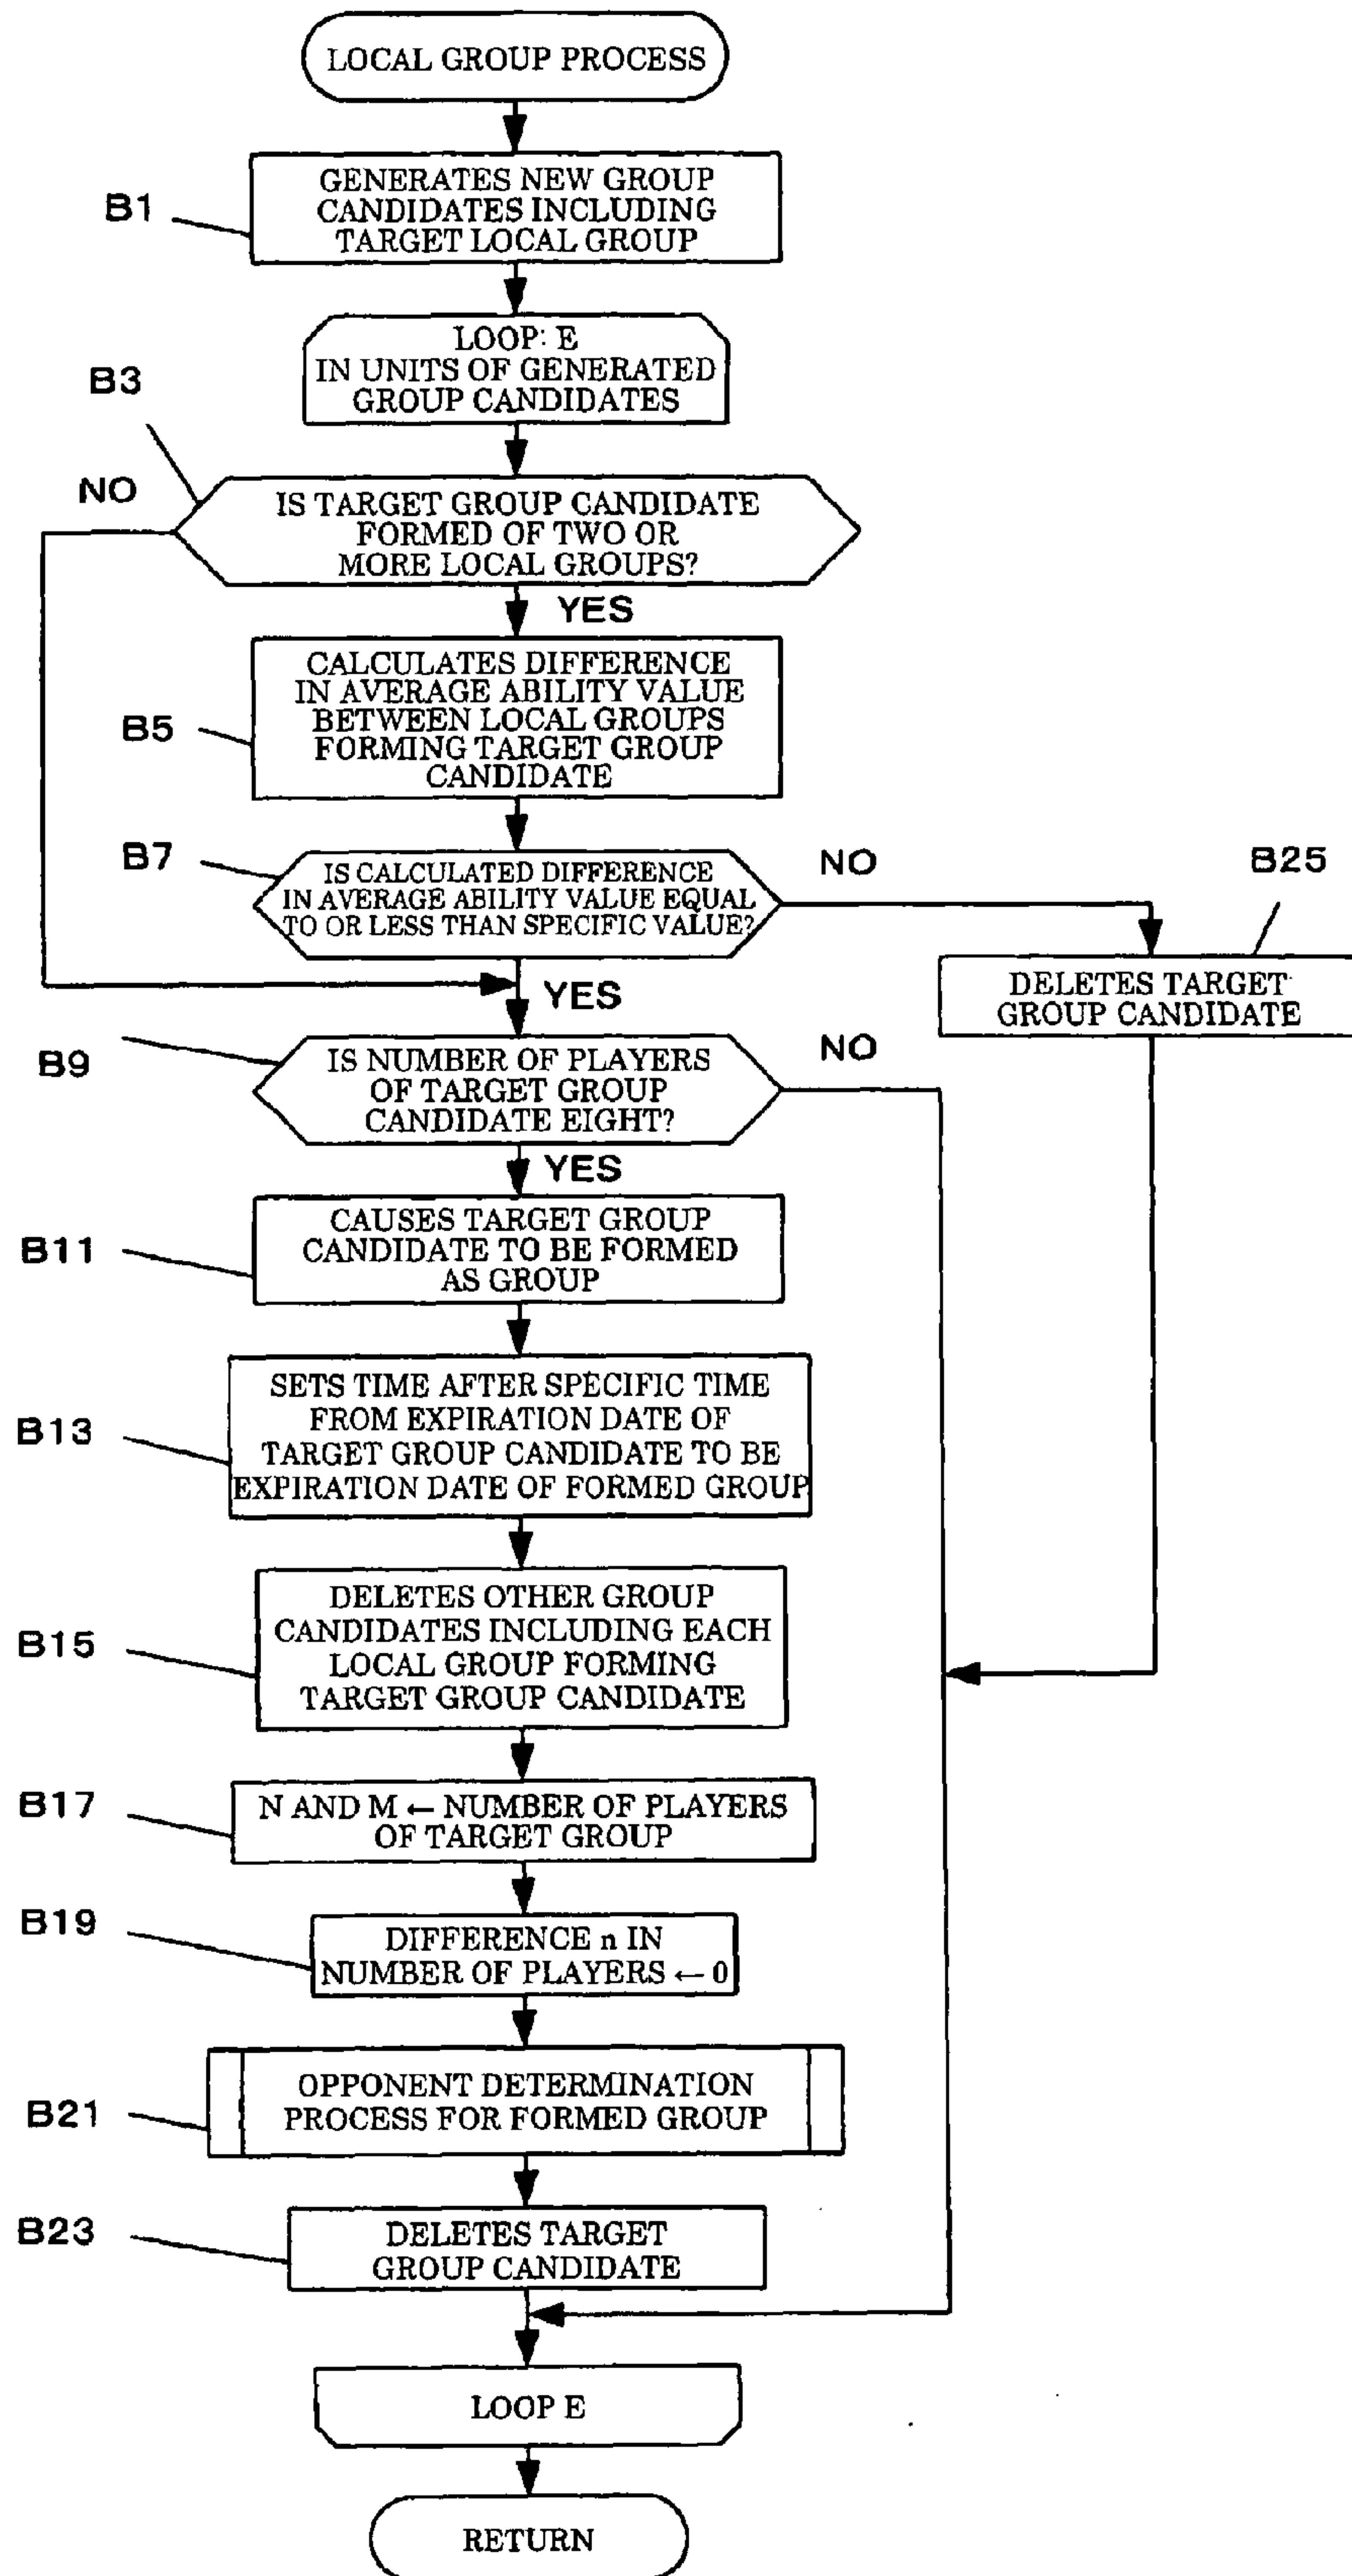 LOCAL GROUP PROCESS
B1
GENERATES NEW GROUP
CANDIDATES INCLUDING
TARGET LOCAL GROUP
LOOP: E
IN UNITS OF GENERATED
GROUP CANDIDATES
B3
NO
IS TARGET GROUP CANDIDATE
FORMED OF TWO OR
MORE LOCAL GROUPS?
YES
B5
CALCULATES DIFFERENCE
IN AVERAGE ABILITY VALUE
BETWEEN LOCAL GROUPS
FORMING TARGET GROUP
CANDIDATE
B7
IS CALCULATED DIFFERENCE
IN AVERAGE ABILITY VALUE EQUAL
TO OR LESS THAN SPECIFIC VALUE?
NO
B25
DELETES TARGET
GROUP CANDIDATE
YES
B9
IS NUMBER OF PLAYERS
OF TARGET GROUP
CANDIDATE EIGHT?
NO
YES
B11
CAUSES TARGET GROUP
CANDIDATE TO BE FORMED
AS GROUP
B13
SETS TIME AFTER SPECIFIC TIME
FROM EXPIRATION DATE OF
TARGET GROUP CANDIDATE TO BE
EXPIRATION DATE OF FORMED GROUP
B15
DELETES OTHER GROUP
CANDIDATES INCLUDING EACH
LOCAL GROUP FORMING
TARGET GROUP CANDIDATE
B17
N AND M ← NUMBER OF PLAYERS
OF TARGET GROUP
B19
DIFFERENCE n IN
NUMBER OF PLAYERS ← 0
B21
OPPONENT DETERMINATION
PROCESS FOR FORMED GROUP
B23
DELETES TARGET
GROUP CANDIDATE
LOOP E
RETURN